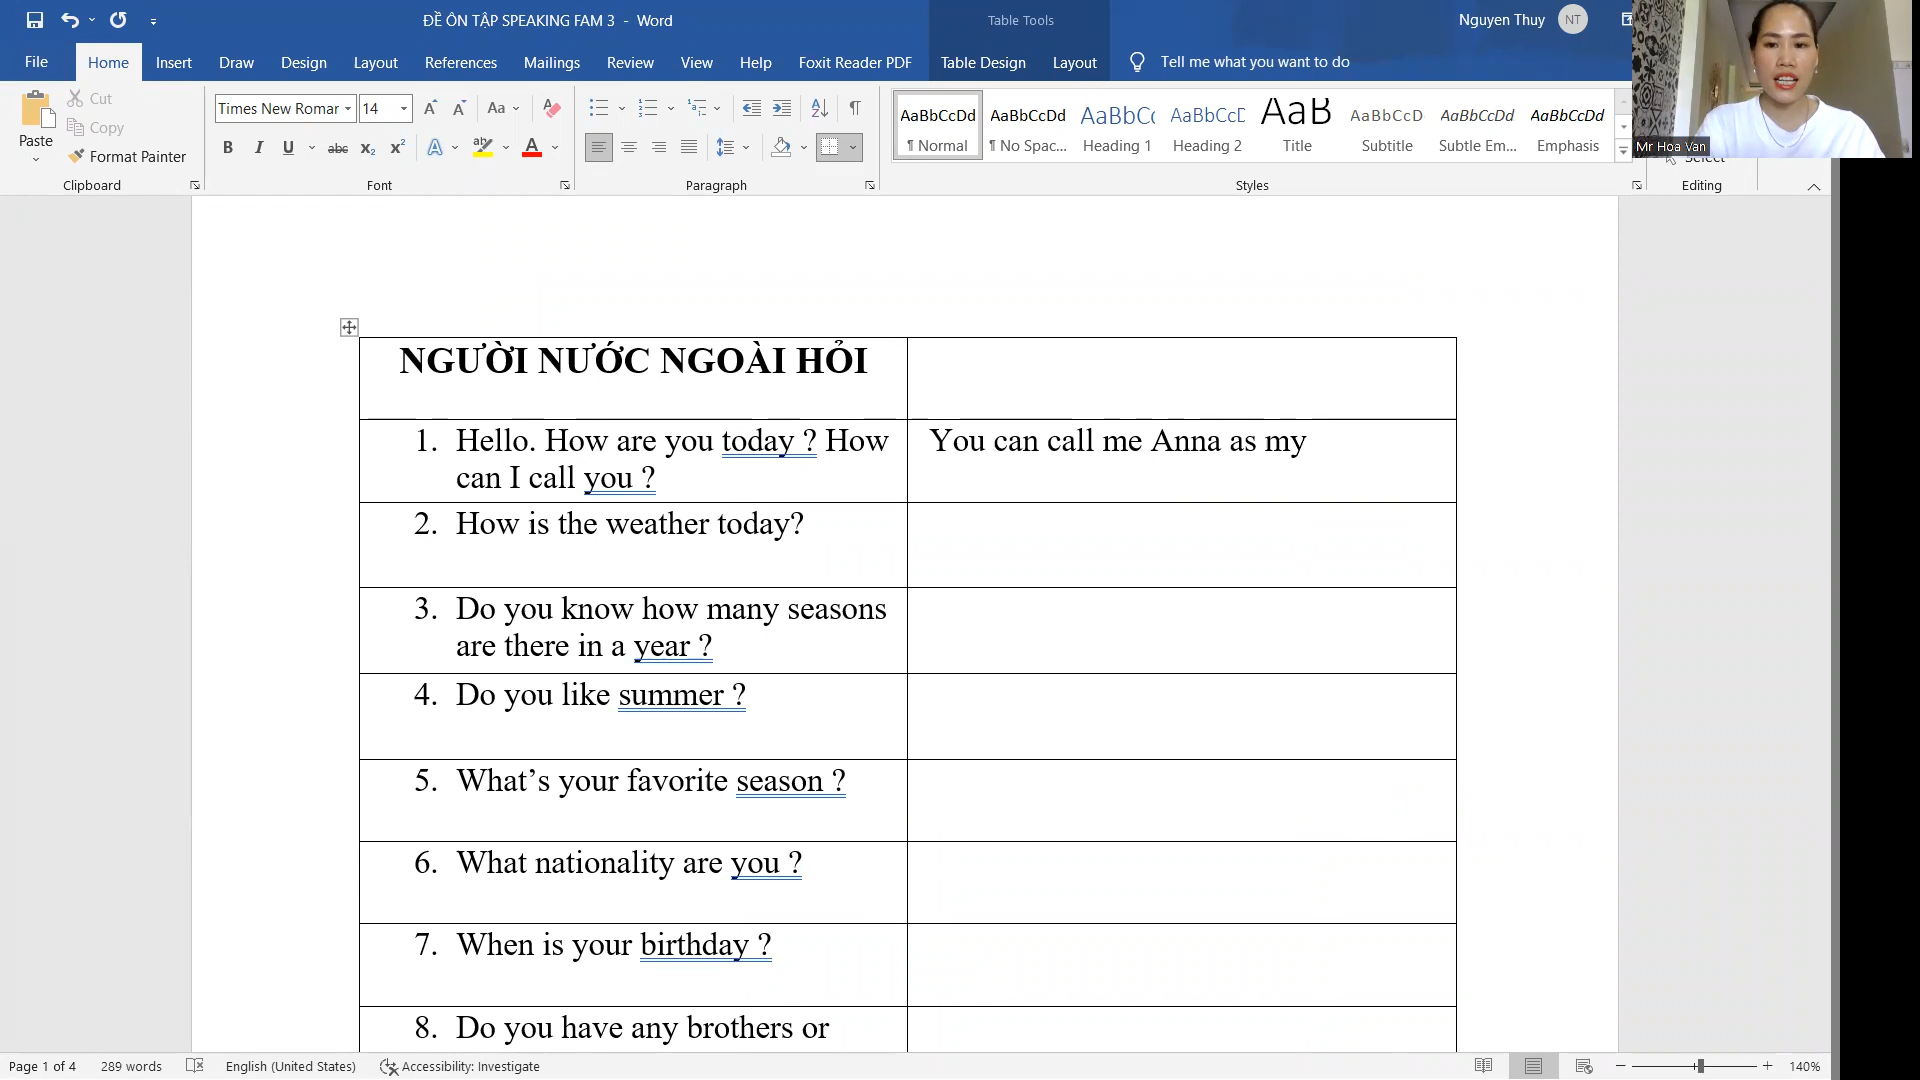 ĐỀ ÔN TẬP SPEAKING FAM 3 - Word
Table Tools
Nguyen Thuy
NT
File Home Insert Draw Design Layout References Mailings Review View Help Foxit Reader PDF Table Design Layout Tell me what you want to do
Paste
Cut
Copy
Format Painter
Clipboard
Times New Romar 14
Font
Paragraph
AaBbCcDd
¶ Normal
AaBbCcDd
¶ No Spac...
AaBbCc
Heading 1
AaBbCcD
Heading 2
AaB
Title
AaBbCcD
Subtitle
AaBbCcDd
Subtle Em...
AaBbCcDd
Emphasis
Styles
Select
Editing
Mr Hoa Van
NGƯỜI NƯỚC NGOÀI HỎI
1. Hello. How are you today ? How
can I call you ?
You can call me Anna as my
2. How is the weather today?
3. Do you know how many seasons
are there in a year ?
4. Do you like summer ?
5. What’s your favorite season ?
6. What nationality are you ?
7. When is your birthday ?
8. Do you have any brothers or
Page 1 of 4 289 words English (United States) Accessibility: Investigate 140%